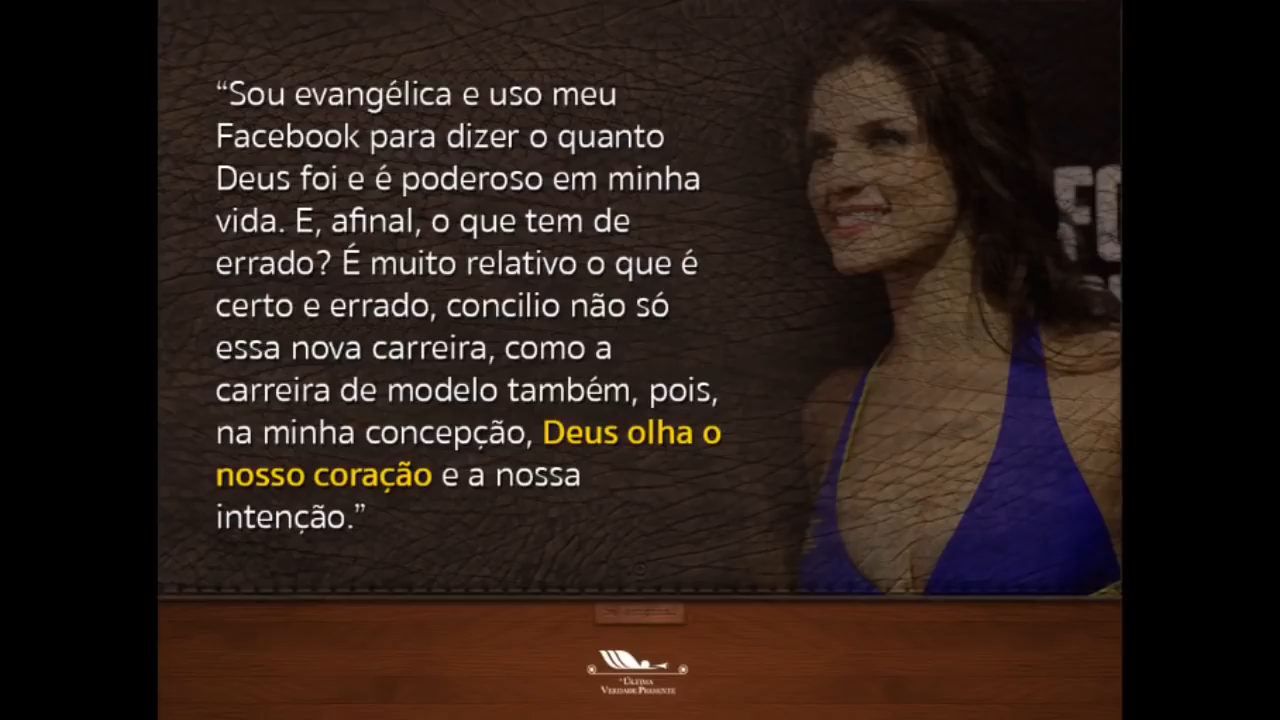 “Sou evangélica e uso meu
Facebook para dizer o quanto
Deus foi e é poderoso em minha
vida. E, afinal, o que tem de
errado? É muito relativo o que é
certo e errado, concilio não só
essa nova carreira, como a
carreira de modelo também, pois,
na minha concepção, Deus olha o
nosso coração e a nossa
intenção.”
FO
A ÚLTIMA
VERDADE PRESENTE